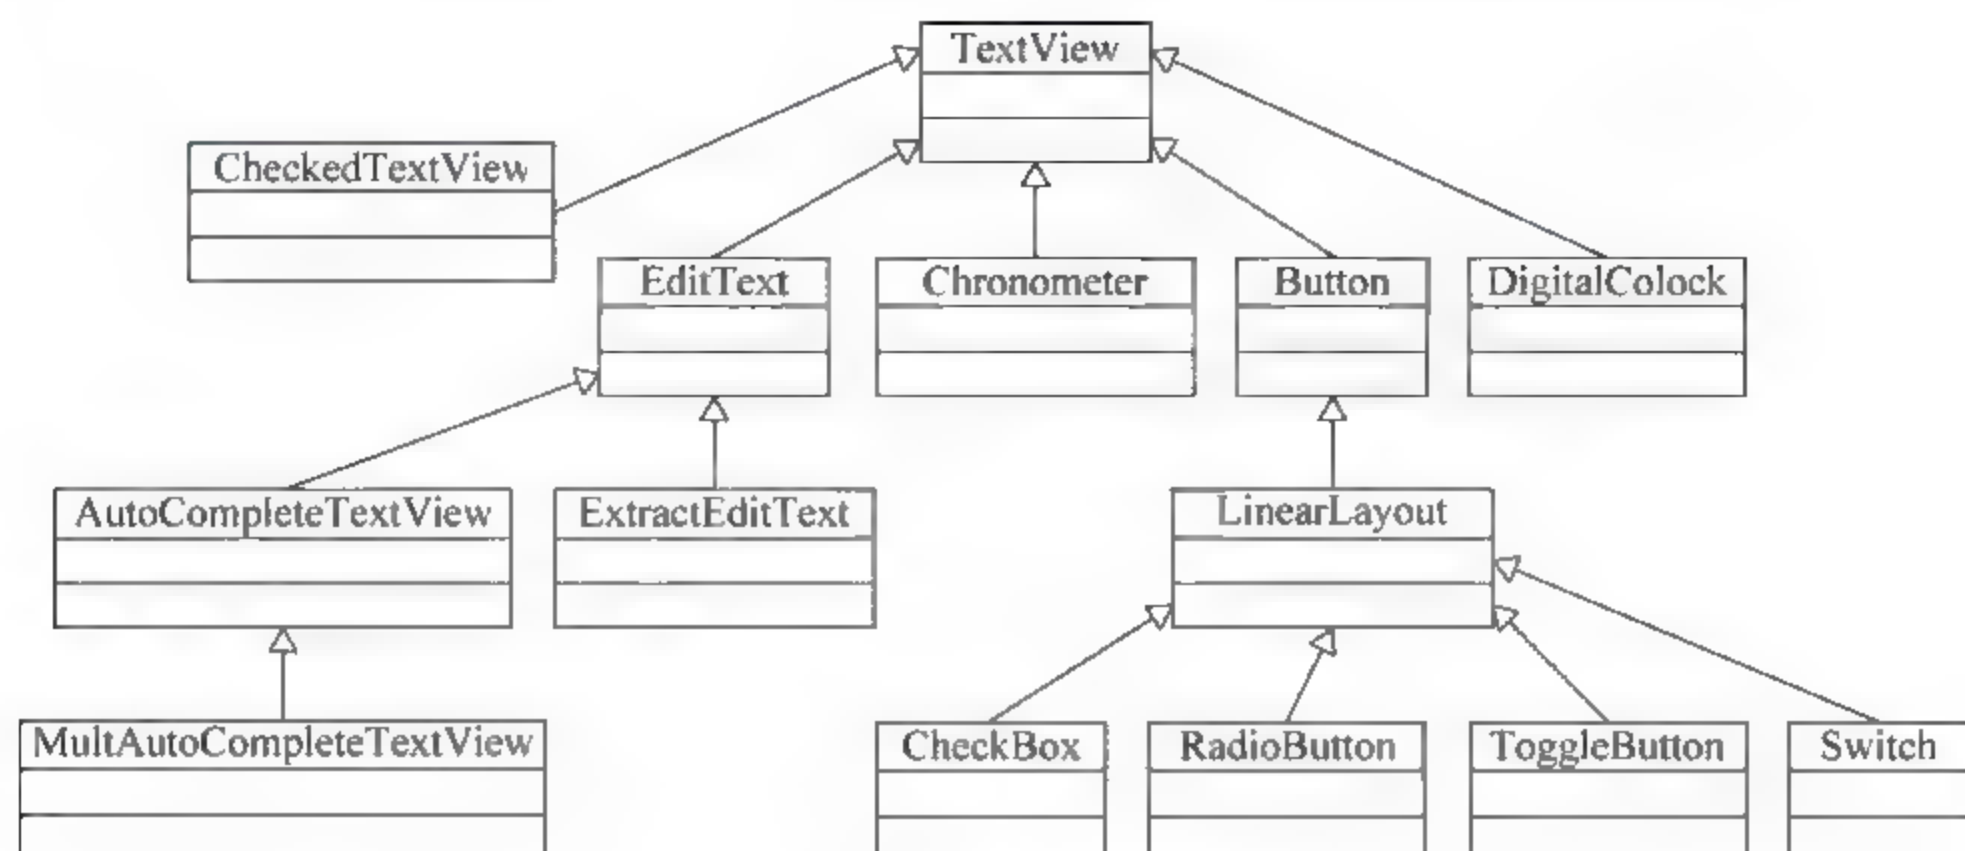 TextView
CheckedTextView
EditText
Chronometer
Button
DigitalColock
AutoCompleteTextView
ExtractEditText
LinearLayout
MultAutoCompleteTextView
CheckBox
RadioButton
ToggleButton
Switch